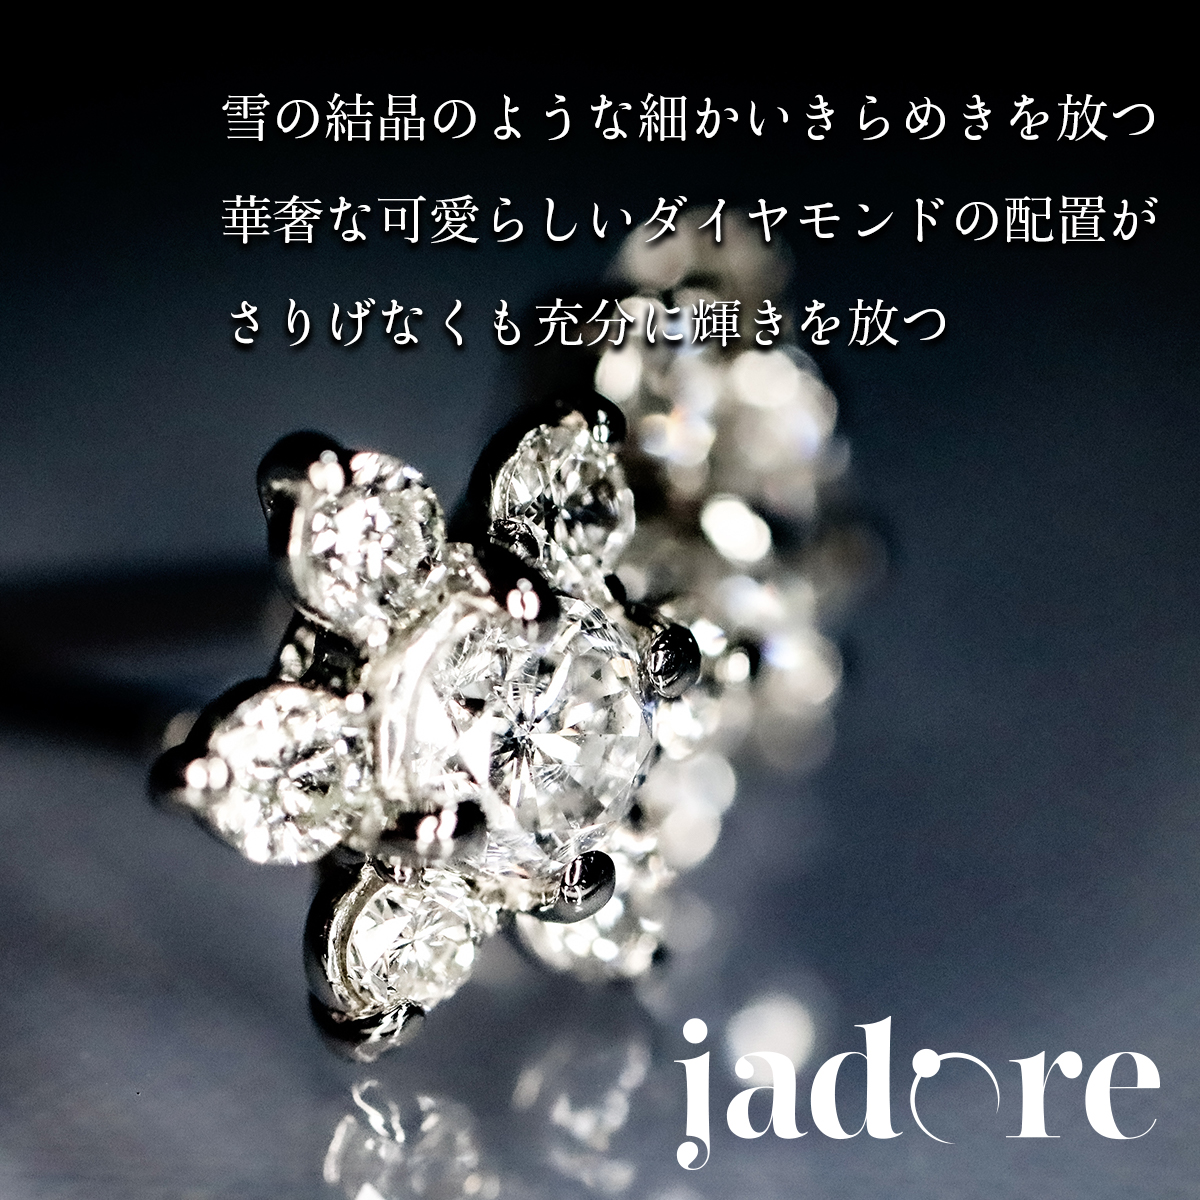 雪の結晶のような細かいきらめきを放つ
華奢な可愛らしいダイヤモンドの配置が
さりげなくも充分に輝きを放つ
jadore